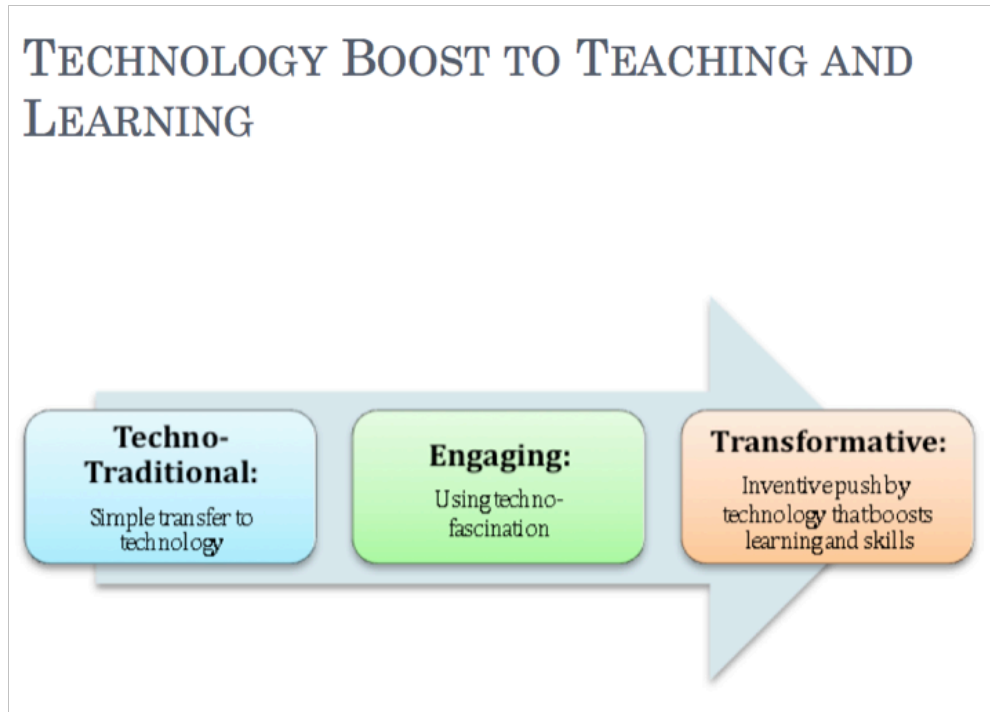 TECHNOLOGY BOOST TO TEACHING AND
LEARNING
Techno-
Traditional:
Simple transfer to
technology
Engaging:
Using techno-
fascination
Transformative:
Inventive push by
technology that boosts
learning and skills